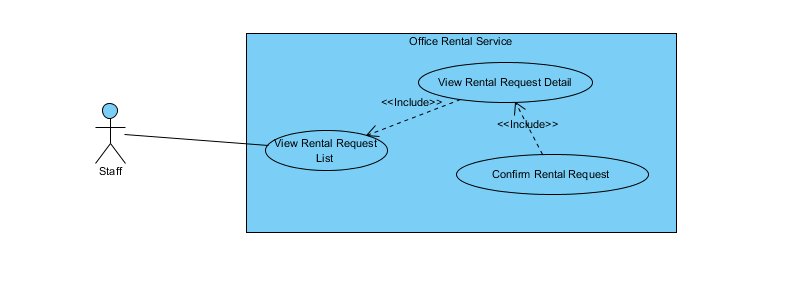 Office Rental Service
View Rental Request Detail
<<Include>>
<<Include>>
View Rental Request
List
Staff
Confirm Rental Request